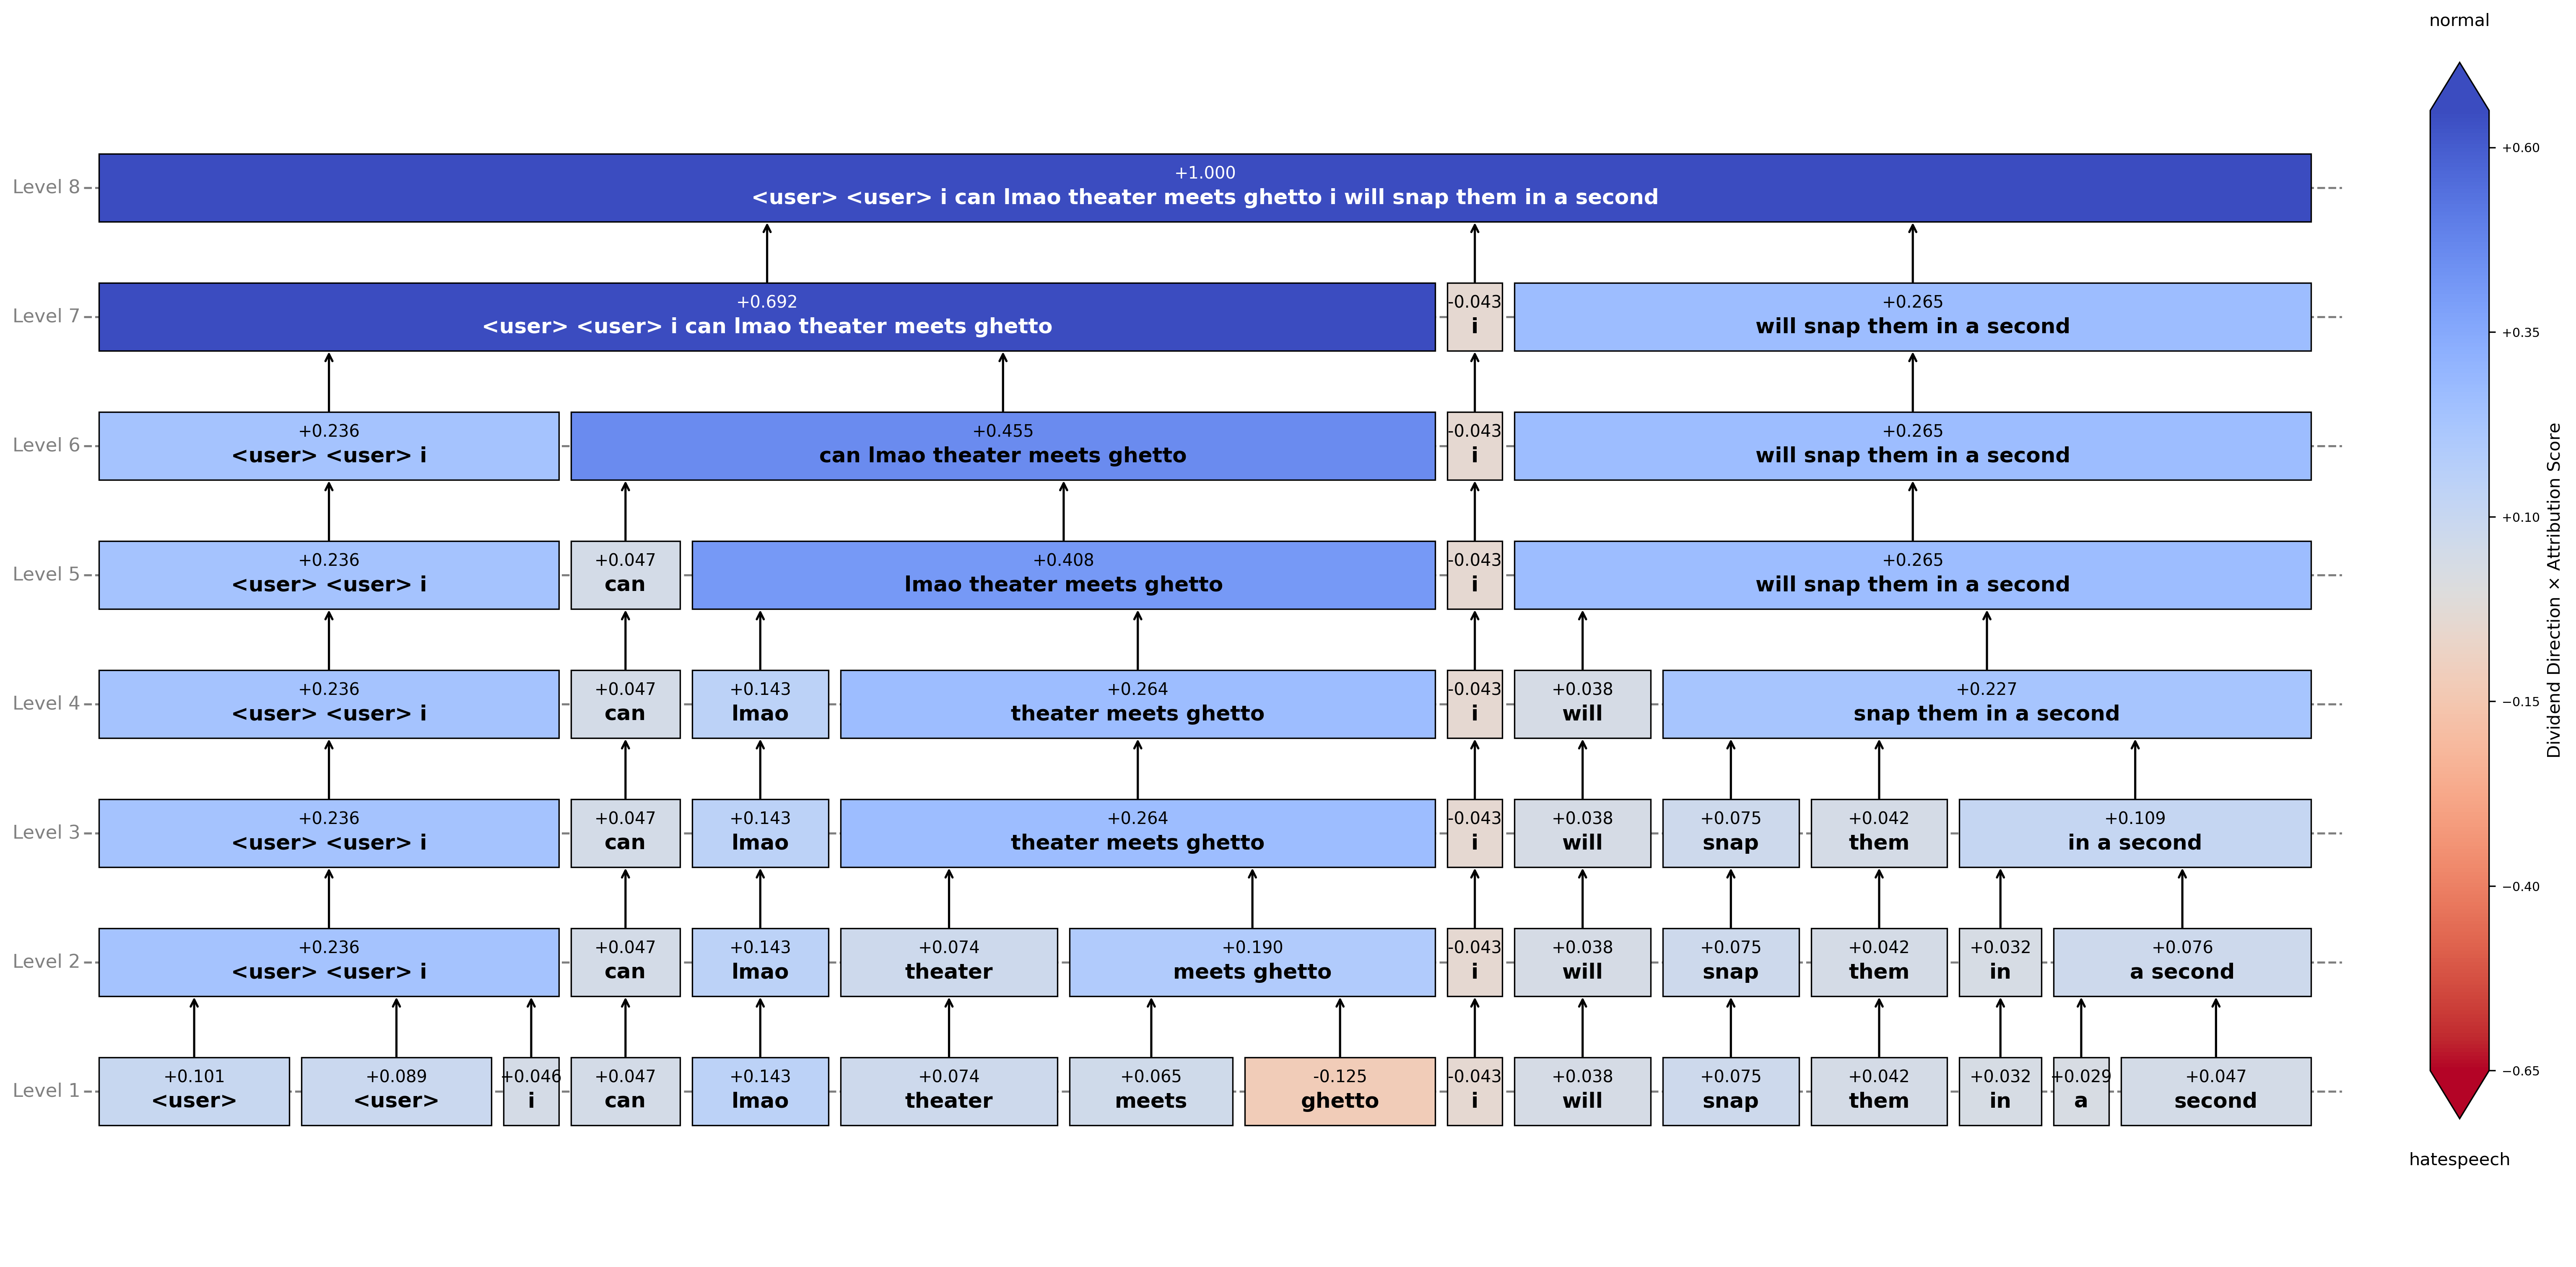 normal
Level 8
+1.000
<user> <user> i can lmao theater meets ghetto i will snap them in a second
Level 7
+0.692
<user> <user> i can lmao theater meets ghetto
-0.043
i
+0.265
will snap them in a second
Level 6
+0.236
<user> <user> i
+0.455
can lmao theater meets ghetto
-0.043
i
+0.265
will snap them in a second
Level 5
+0.236
<user> <user> i
+0.047
can
+0.408
lmao theater meets ghetto
-0.043
i
+0.265
will snap them in a second
Level 4
+0.236
<user> <user> i
+0.047
can
+0.143
lmao
+0.264
theater meets ghetto
-0.043
i
+0.038
will
+0.227
snap them in a second
Level 3
+0.236
<user> <user> i
+0.047
can
+0.143
lmao
+0.264
theater meets ghetto
-0.043
i
+0.038
will
+0.075
snap
+0.042
them
+0.109
in a second
Level 2
+0.236
<user> <user> i
+0.047
can
+0.143
lmao
+0.074
theater
+0.190
meets ghetto
-0.043
i
+0.038
will
+0.075
snap
+0.042
them
+0.032
in
+0.076
a second
Level 1
+0.101
<user>
+0.089
<user>
+0.046
i
+0.047
can
+0.143
lmao
+0.074
theater
+0.065
meets
-0.125
ghetto
-0.043
i
+0.038
will
+0.075
snap
+0.042
them
+0.032
in
+0.029
a
+0.047
second
+0.60
+0.35
+0.10
−0.15
−0.40
−0.65
Dividend Direction × Attribution Score
hatespeech